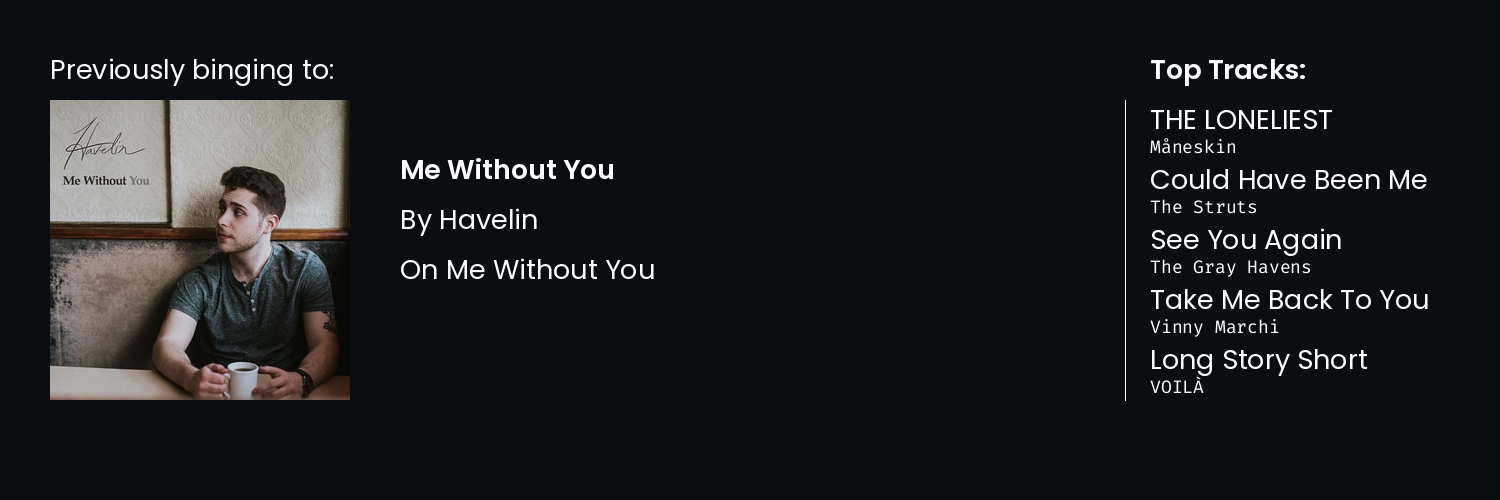 Previously binging to:
Havelin
Me Without You
Me Without You
By Havelin
On Me Without You
Top Tracks:
THE LONELIEST
Måneskin
Could Have Been Me
The Struts
See You Again
The Gray Havens
Take Me Back To You
Vinny Marchi
Long Story Short
VOILÀ